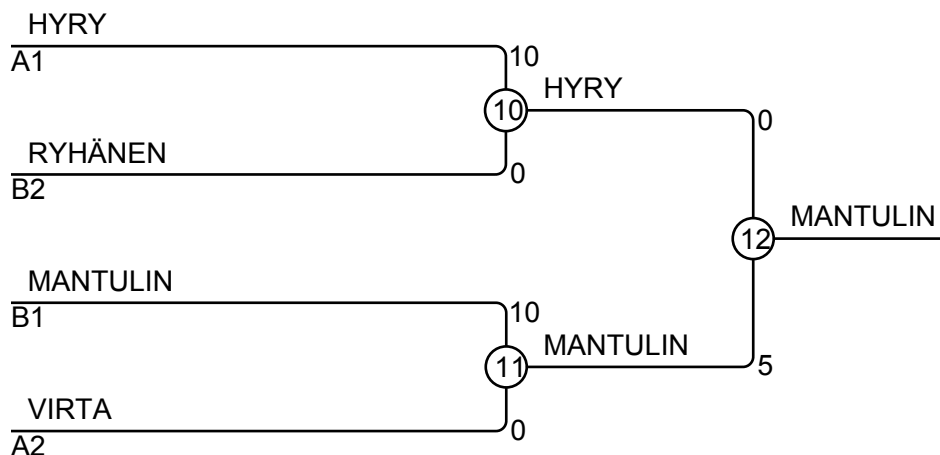 HYRY
A1
10
10
HYRY
0
RYHÄNEN
B2
0
12
MANTULIN
MANTULIN
B1
10
11
MANTULIN
5
VIRTA
A2
0